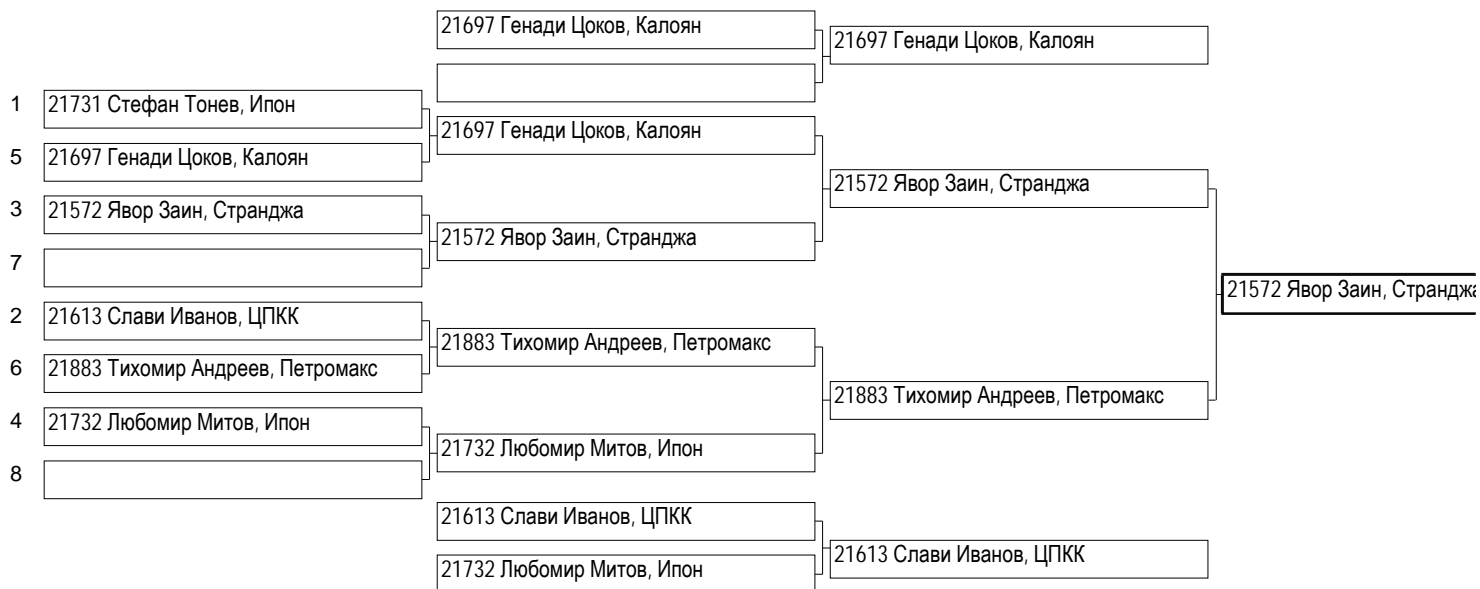 21697 Генади Цоков, Калоян
21697 Генади Цоков, Калоян
1 21731 Стефан Тонев, Ипон
21697 Генади Цоков, Калоян
5 21697 Генади Цоков, Калоян
21572 Явор Заин, Странджа
3 21572 Явор Заин, Странджа
21572 Явор Заин, Странджа
7
21572 Явор Заин, Странджа
2 21613 Слави Иванов, ЦПКК
21883 Тихомир Андреев, Петромакс
6 21883 Тихомир Андреев, Петромакс
21883 Тихомир Андреев, Петромакс
4 21732 Любомир Митов, Ипон
21732 Любомир Митов, Ипон
8
21613 Слави Иванов, ЦПКК
21613 Слави Иванов, ЦПКК
21732 Любомир Митов, Ипон